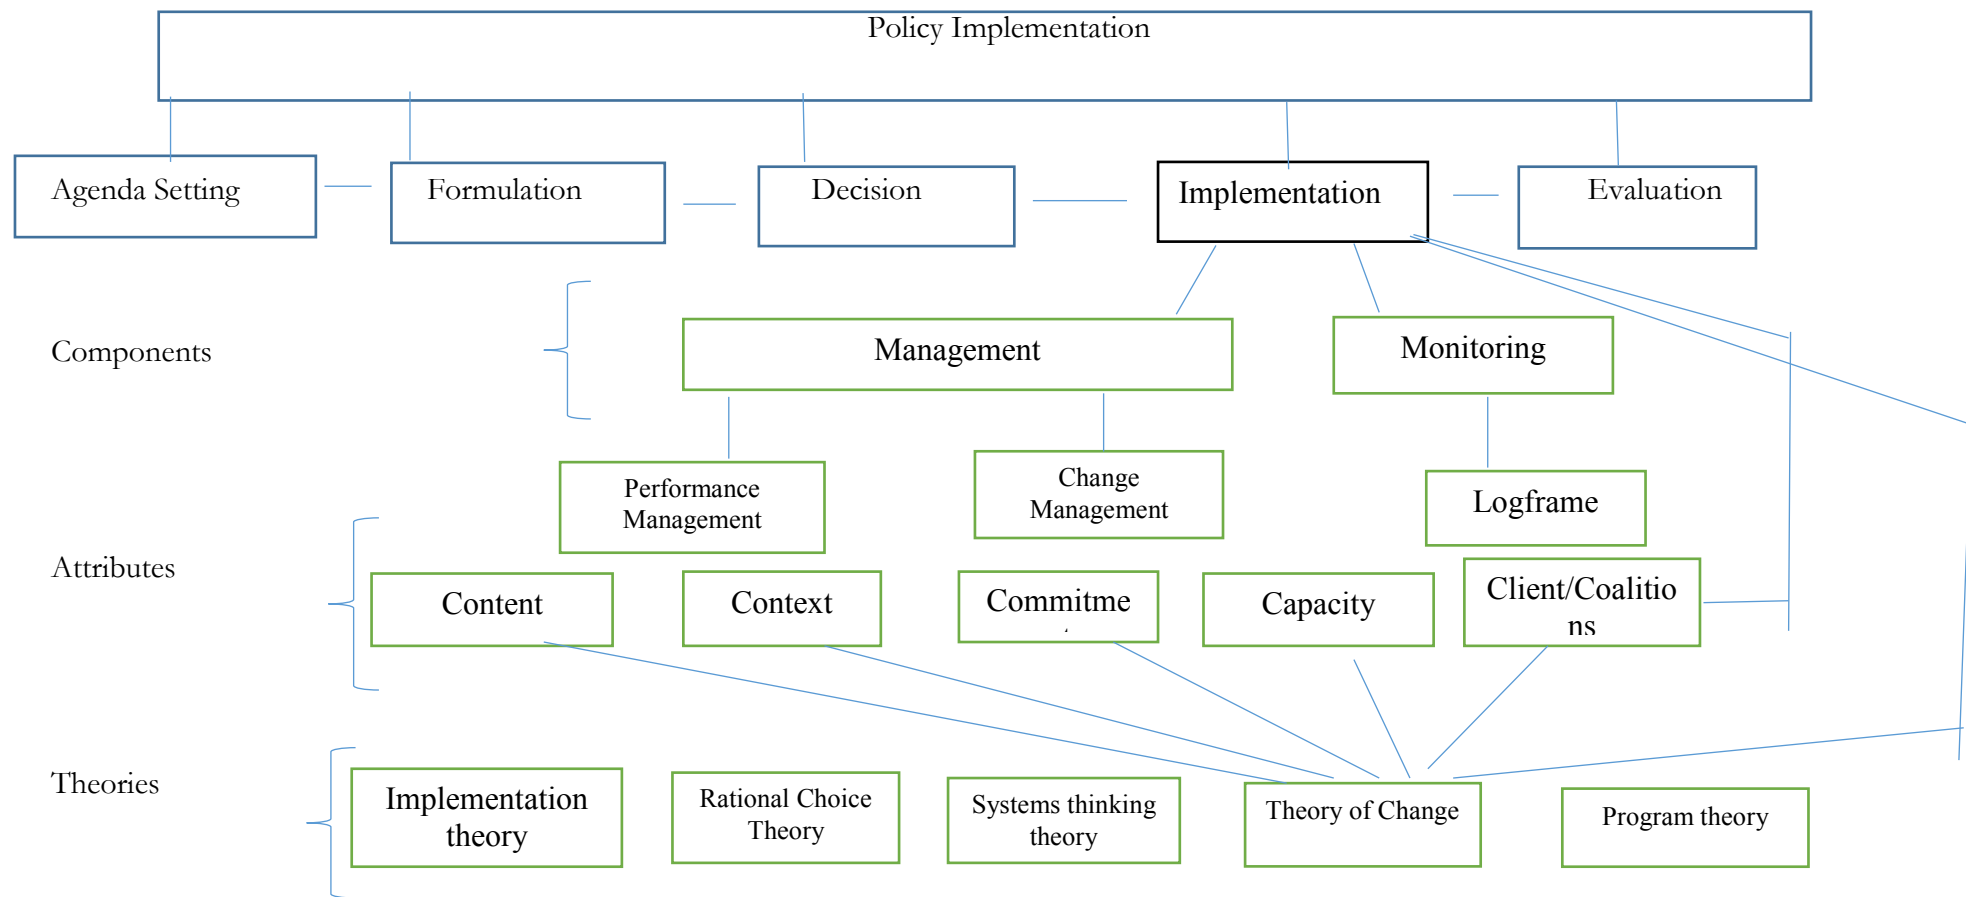 Policy Implementation
Agenda Setting
Formulation
Decision
Implementation
Evaluation
Components
Management
Monitoring
Performance
Management
Change
Management
Logframe
Attributes
Content
Context
Commitme
Capacity
Client/Coalitio
ns
Theories
Implementation
theory
Rational Choice
Theory
Systems thinking
theory
Theory of Change
Program theory